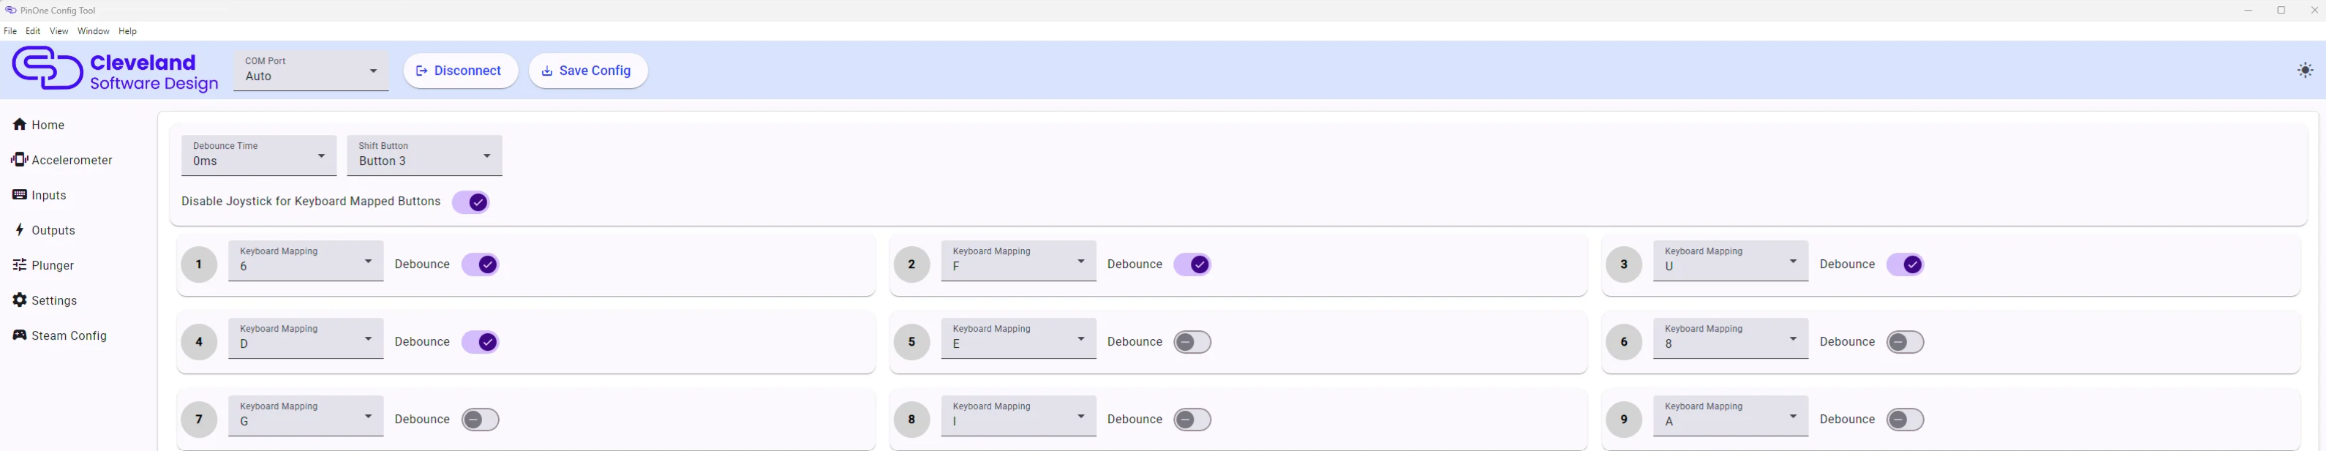 PinOne Config Tool
File Edit View Window Help
Cleveland
Software Design
COM Port
Auto
Disconnect
Save Config
Home
Accelerometer
Inputs
Outputs
Plunger
Settings
Steam Config
Debounce Time
0ms
Shift Button
Button 3
Disable Joystick for Keyboard Mapped Buttons
1
Keyboard Mapping
6
Debounce
2
Keyboard Mapping
F
Debounce
3
Keyboard Mapping
U
Debounce
4
Keyboard Mapping
D
Debounce
5
Keyboard Mapping
E
Debounce
6
Keyboard Mapping
8
Debounce
7
Keyboard Mapping
G
Debounce
8
Keyboard Mapping
I
Debounce
9
Keyboard Mapping
A
Debounce